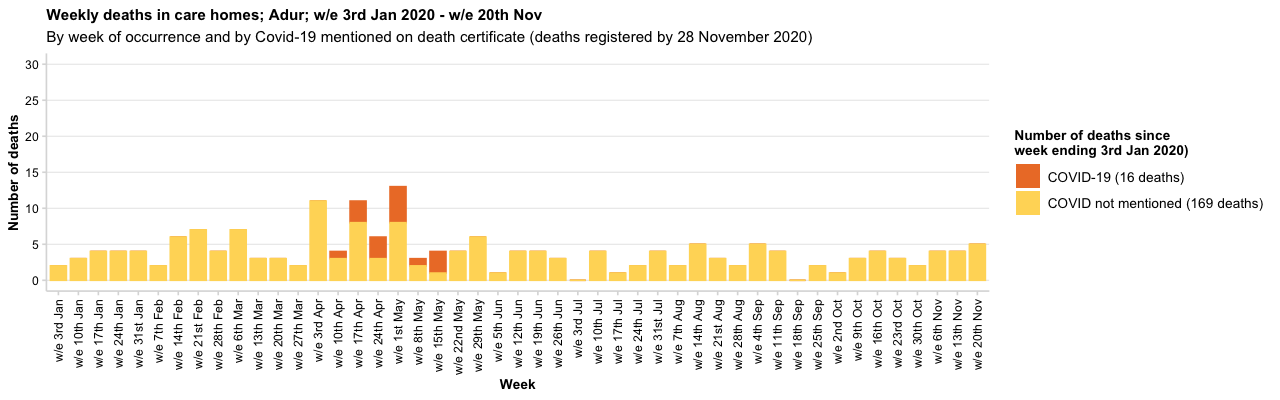 Weekly deaths in care homes; Adur; w/e 3rd Jan 2020 - w/e 20th Nov
By week of occurrence and by Covid-19 mentioned on death certificate (deaths registered by 28 November 2020)
30
25
20
15
10
5
0
Number of deaths
w/e 3rd Jan
w/e 10th Jan
w/e 17th Jan
w/e 24th Jan
w/e 31st Jan
w/e 7th Feb
w/e 14th Feb
w/e 21st Feb
w/e 28th Feb
w/e 6th Mar
w/e 13th Mar
w/e 20th Mar
w/e 27th Mar
w/e 3rd Apr
w/e 10th Apr
w/e 17th Apr
w/e 24th Apr
w/e 1st May
w/e 8th May
w/e 15th May
w/e 22nd May
w/e 29th May
w/e 5th Jun
w/e 12th Jun
w/e 19th Jun
w/e 26th Jun
w/e 3rd Jul
w/e 10th Jul
w/e 17th Jul
w/e 24th Jul
w/e 31st Jul
w/e 7th Aug
w/e 14th Aug
w/e 21st Aug
w/e 28th Aug
w/e 4th Sep
w/e 11th Sep
w/e 18th Sep
w/e 25th Sep
w/e 2nd Oct
w/e 9th Oct
w/e 16th Oct
w/e 23rd Oct
w/e 30th Oct
w/e 6th Nov
w/e 13th Nov
w/e 20th Nov
Week
Number of deaths since
week ending 3rd Jan 2020)
COVID-19 (16 deaths)
COVID not mentioned (169 deaths)